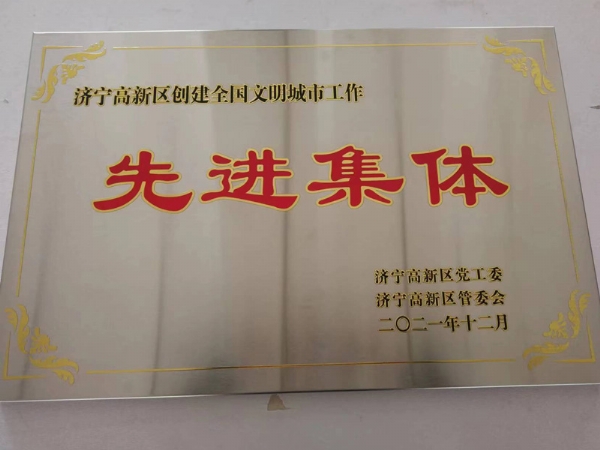 济宁高新区创建全国文明城市工作
先进集体
济宁高新区党工委
济宁高新区管委会
二〇二一年十二月